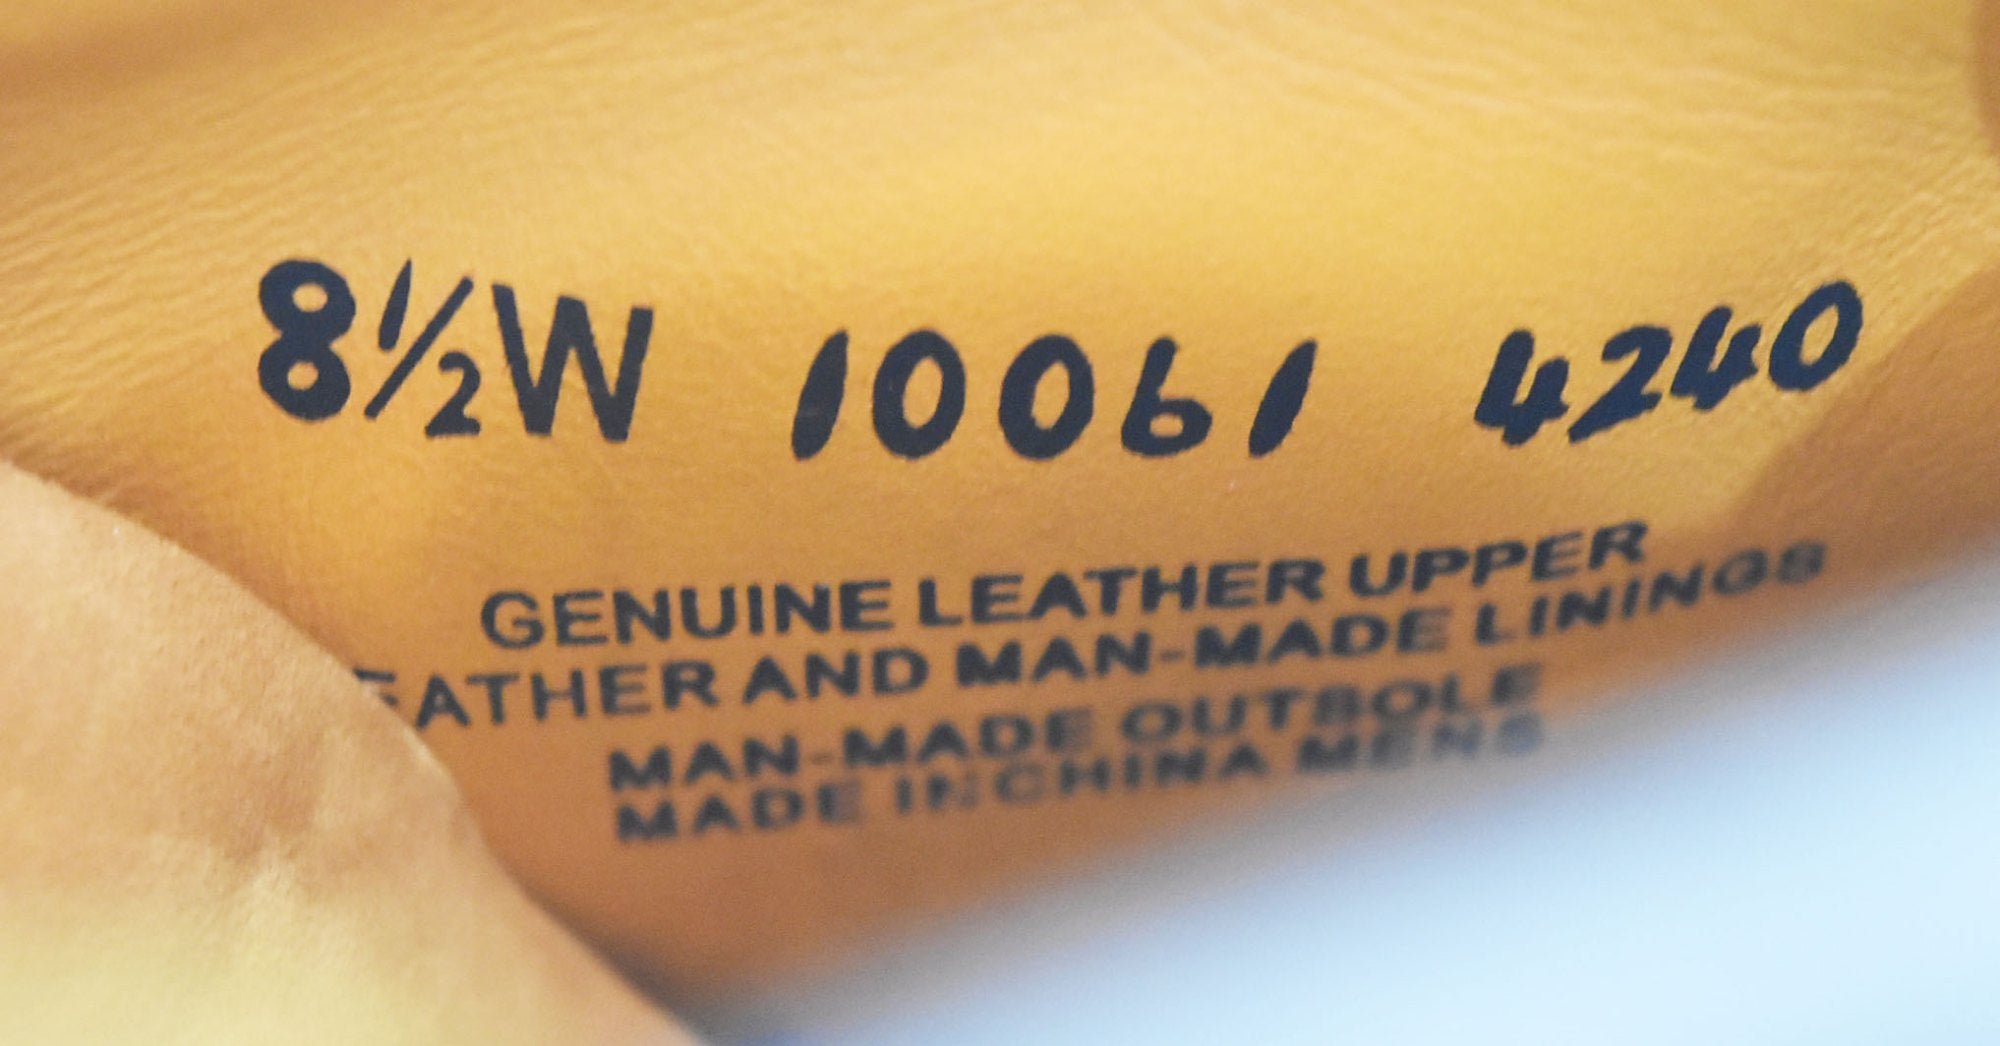 8½W 10061 4240
GENUINE LEATHER UPPER
EATHER AND MAN-MADE LININGS
MAN-MADE OUTSOLE
MADE IN CHINA MENS